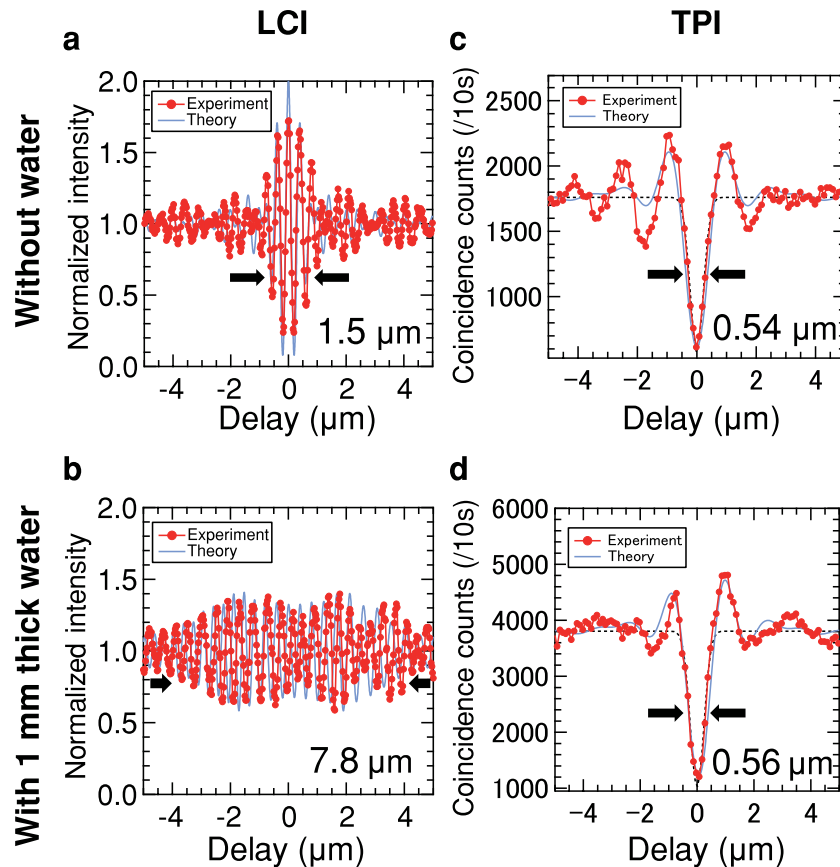 LCI
TPI
Without water
a
2.0
1.5
1.0
0.5
0.0
Normalized intensity
Experiment
Theory
1.5 µm
-4 -2 0 2 4
Delay (µm)
c
2500
2000
1500
1000
Coincidence counts (/10s)
Experiment
Theory
0.54 µm
−4 −2 0 2 4
Delay (µm)
With 1 mm thick water
b
2.0
1.5
1.0
0.5
0.0
Normalized intensity
Experiment
Theory
7.8 µm
-4 -2 0 2 4
Delay (µm)
d
6000
5000
4000
3000
2000
1000
Coincidence counts (/10s)
Experiment
Theory
0.56 µm
−4 −2 0 2 4
Delay (µm)